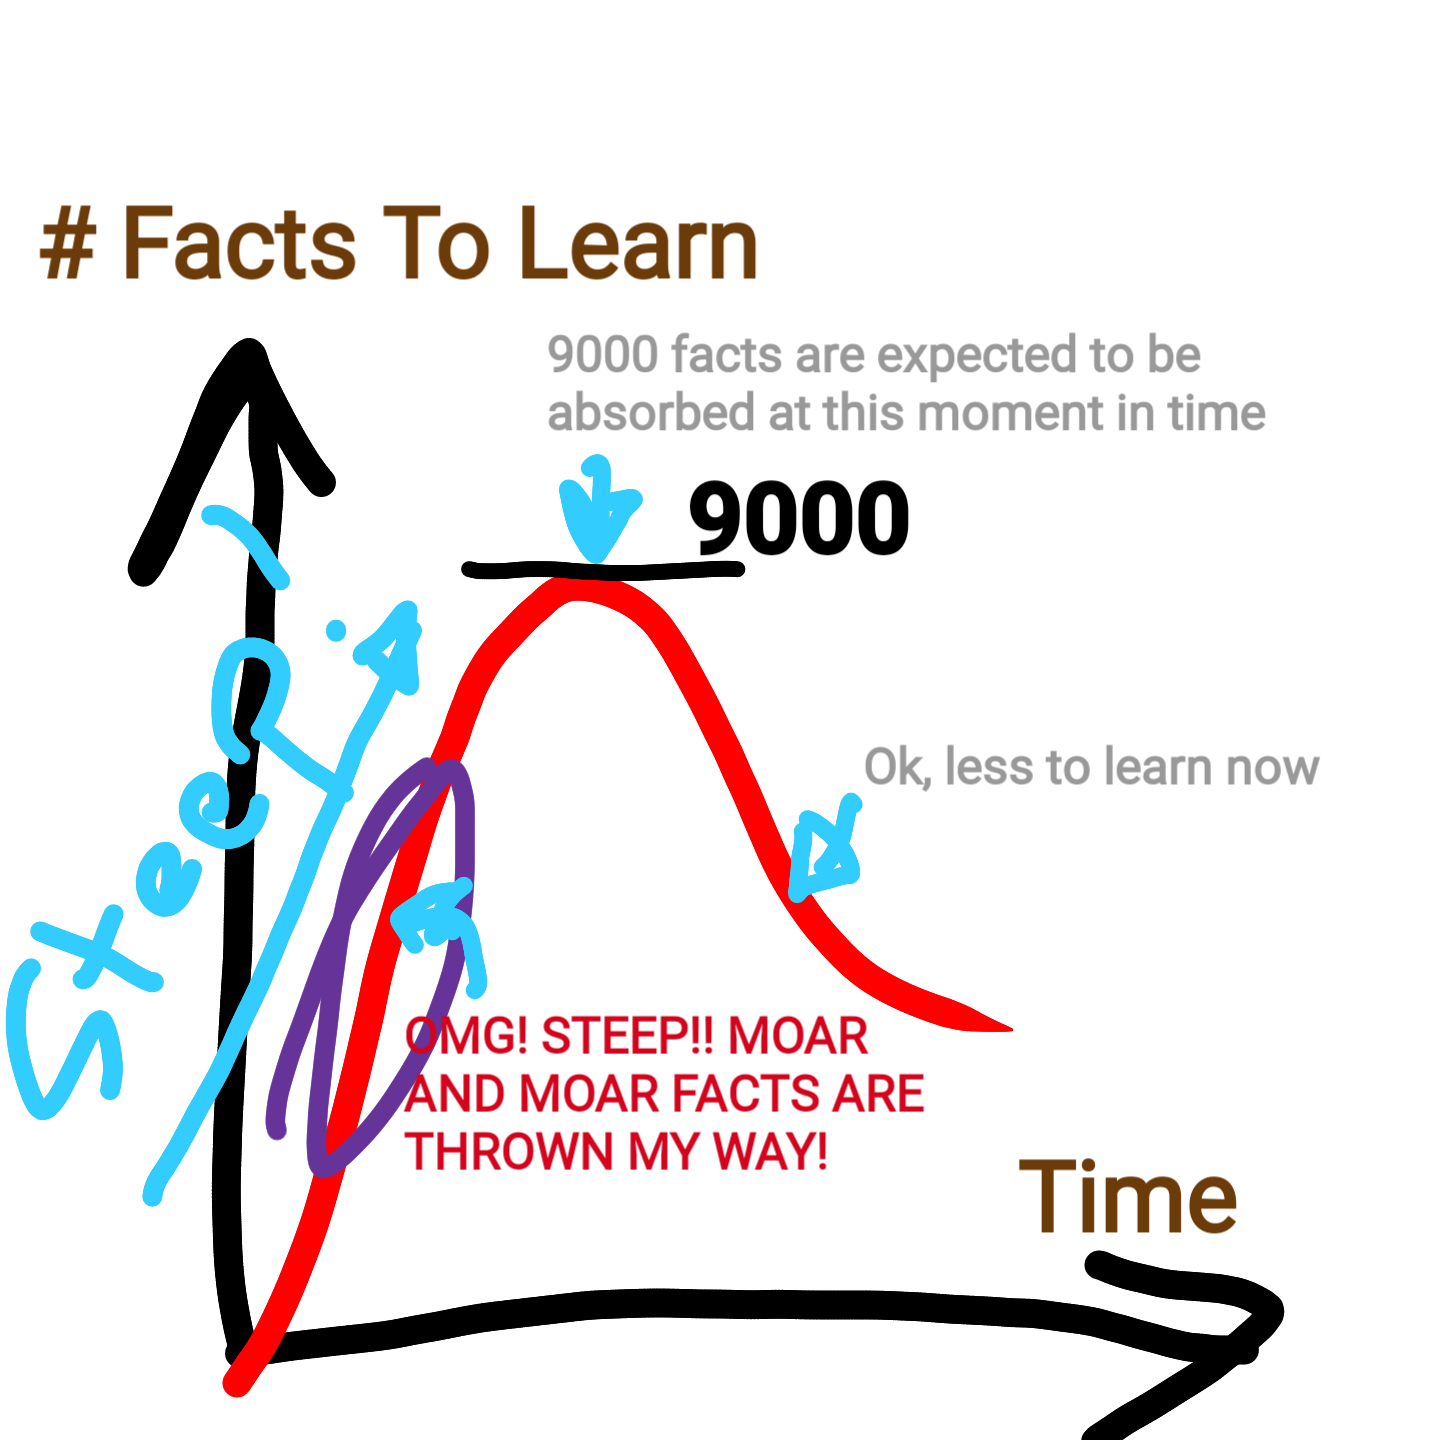 # Facts To Learn
9000 facts are expected to be
absorbed at this moment in time
9000
Steep
Ok, less to learn now
OMG! STEEP!! MOAR
AND MOAR FACTS ARE
THROWN MY WAY!
Time